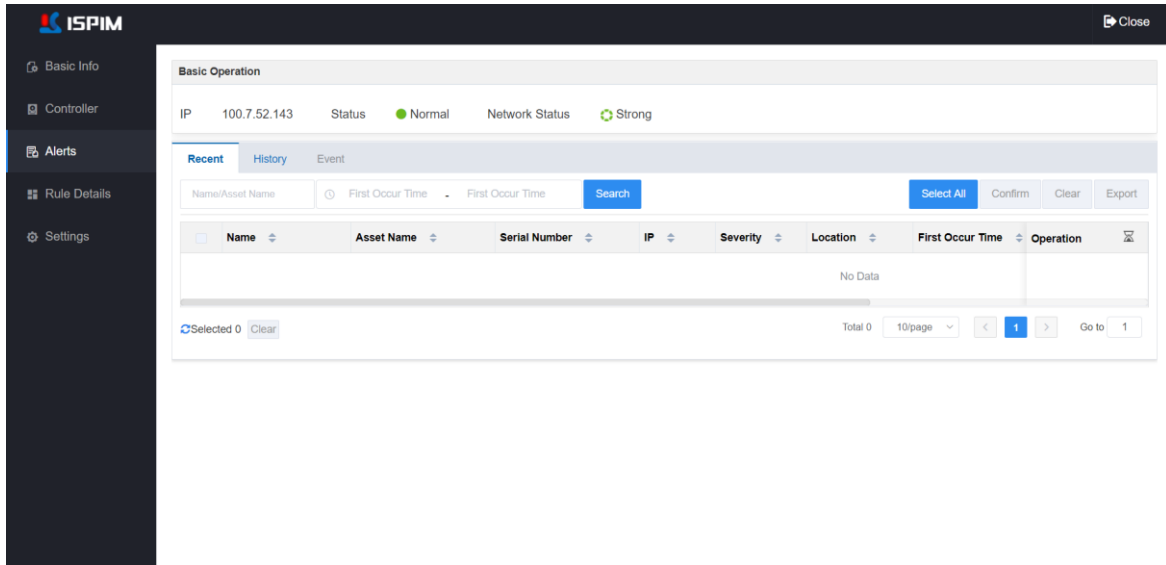 ISPIM
Close
Basic Info
Controller
Alerts
Rule Details
Settings
Basic Operation
IP 100.7.52.143 Status Normal Network Status Strong
Recent History Event
Name/Asset Name First Occur Time - First Occur Time Search Select All Confirm Clear Export
Name Asset Name Serial Number IP Severity Location First Occur Time Operation
No Data
Selected 0 Clear Total 0 10/page < 1 > Go to 1